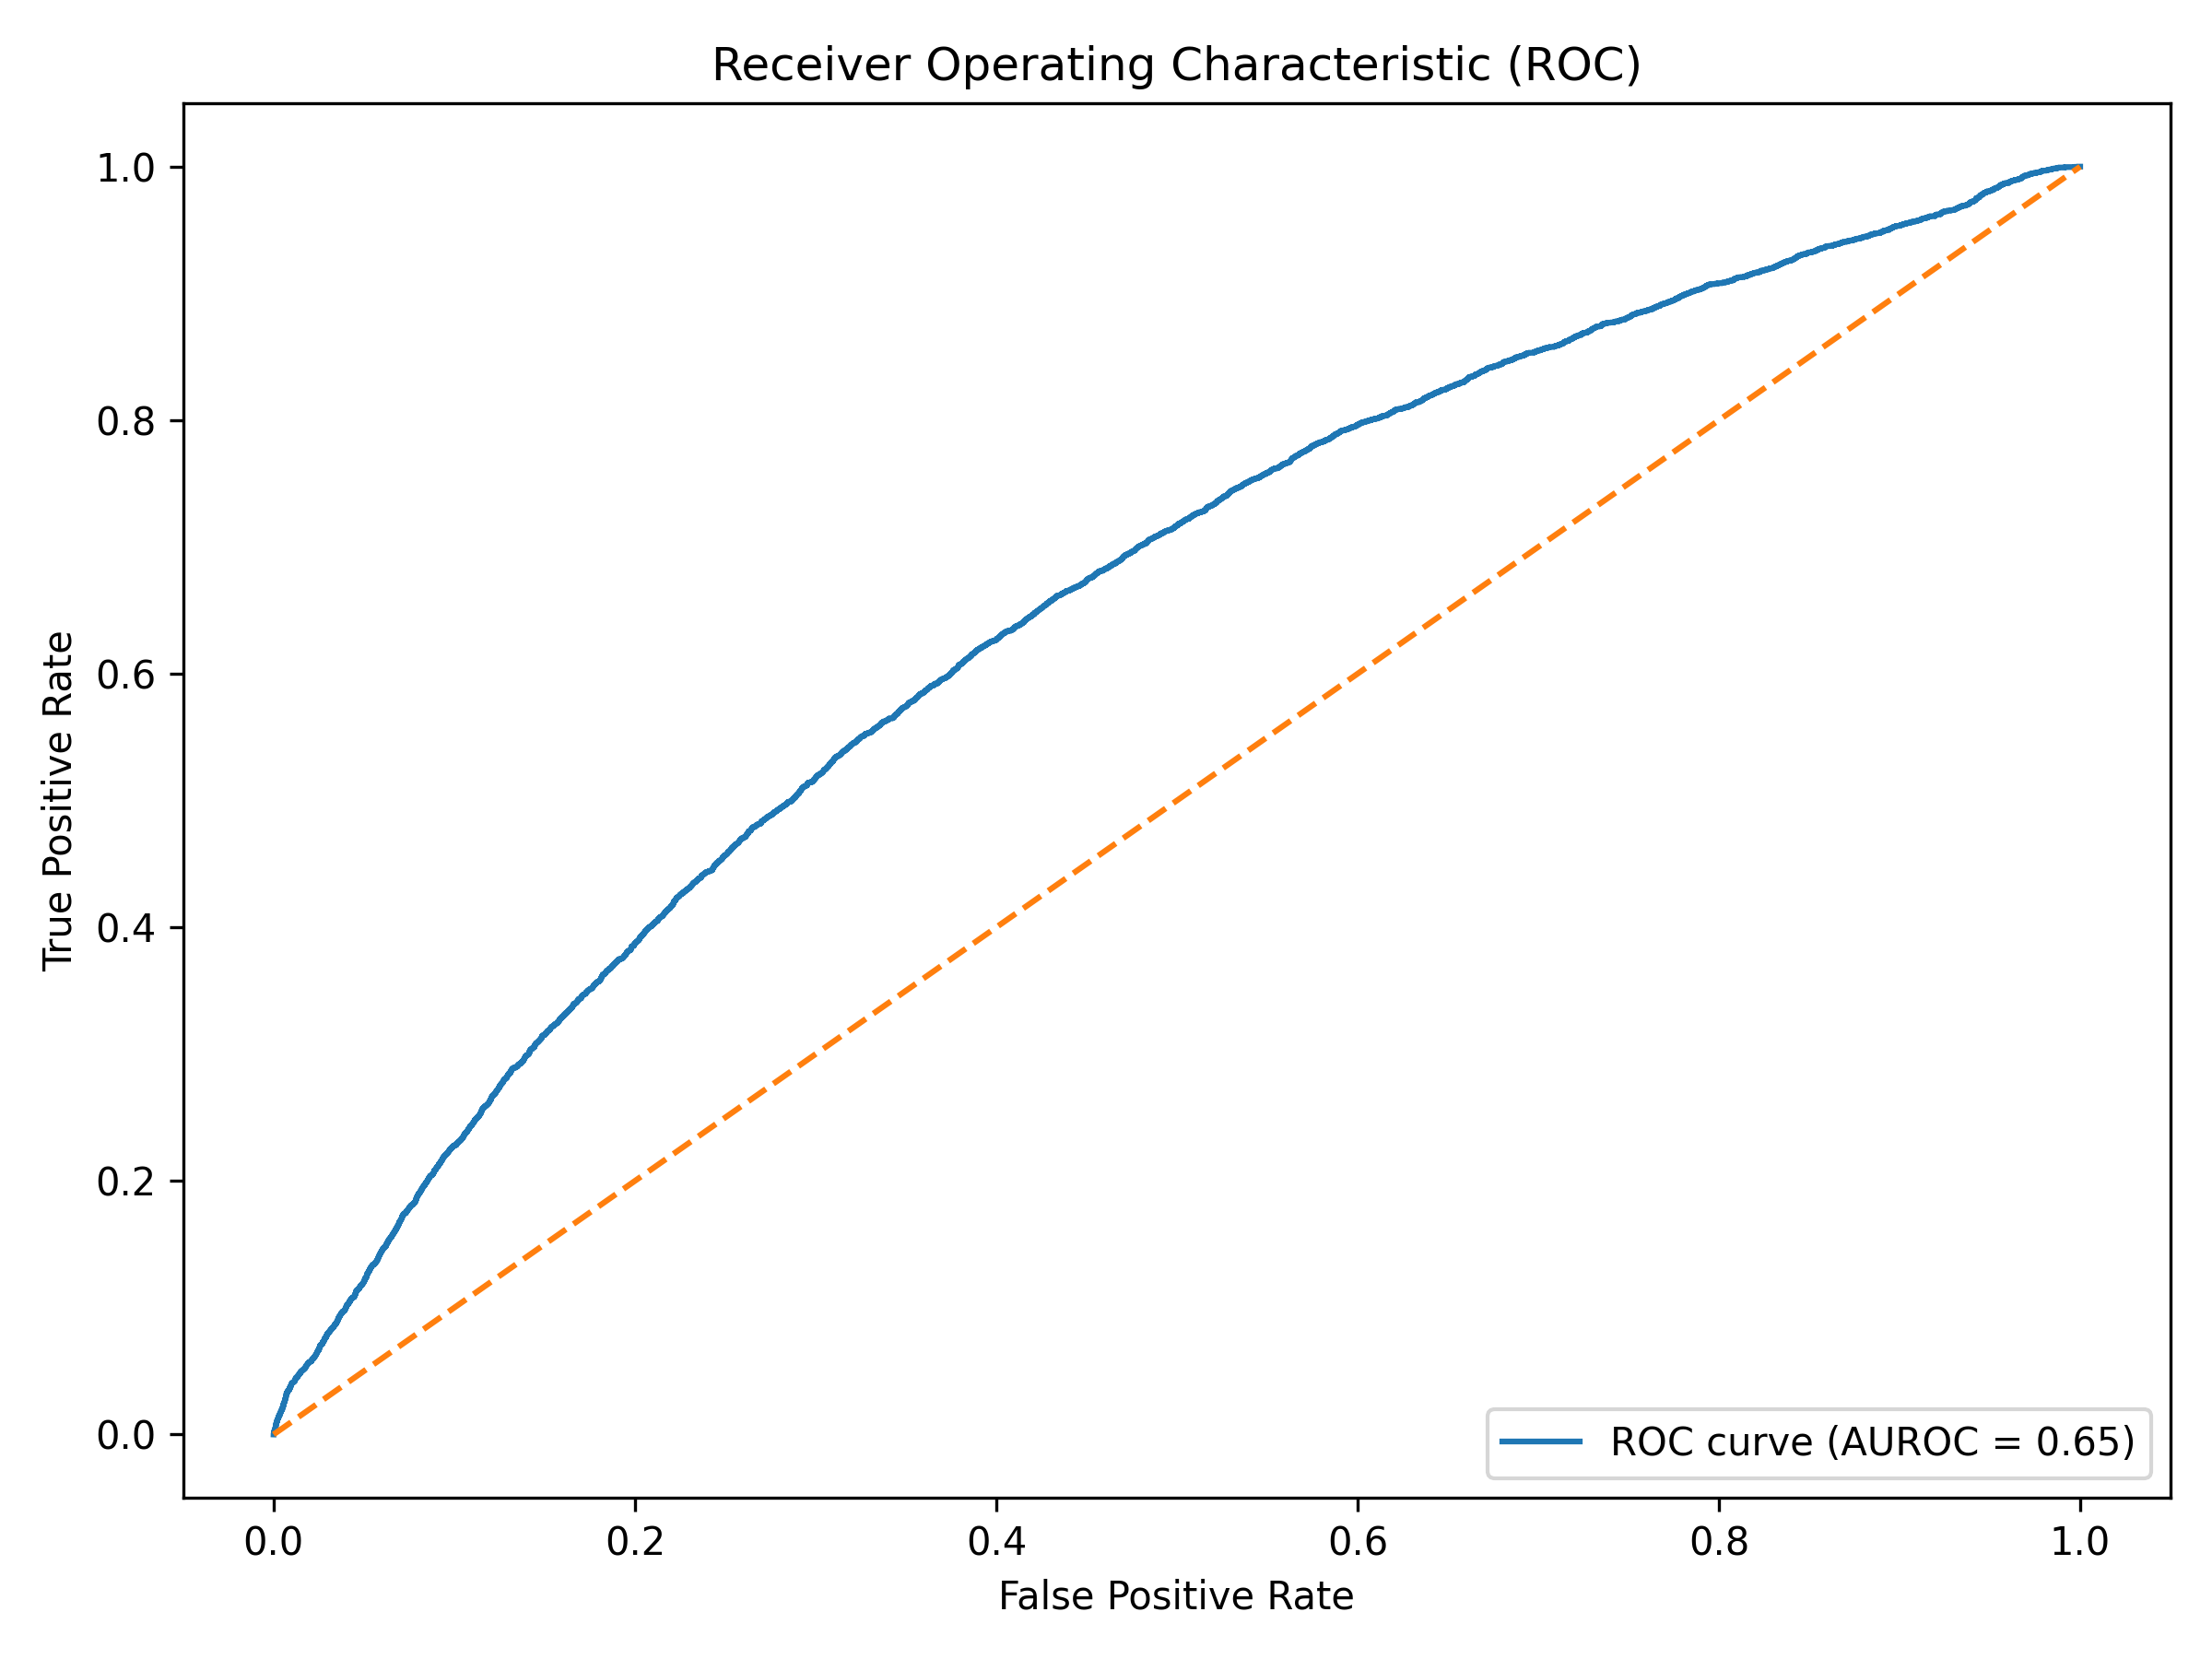 Receiver Operating Characteristic (ROC)
1.0
0.8
0.6
0.4
0.2
0.0
True Positive Rate
ROC curve (AUROC = 0.65)
0.0 0.2 0.4 0.6 0.8 1.0
False Positive Rate